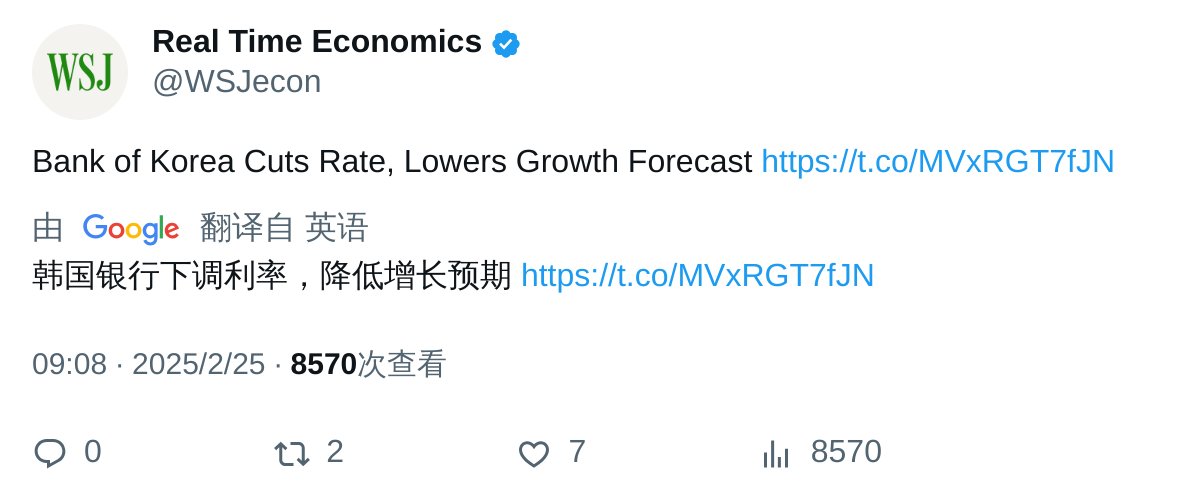 WSJ
Real Time Economics
@WSJecon
Bank of Korea Cuts Rate, Lowers Growth Forecast https://t.co/MVxRGT7fJN
由 Google 翻译自 英语
韩国银行下调利率，降低增长预期 https://t.co/MVxRGT7fJN
09:08 · 2025/2/25 · 8570次查看
0 2 7 8570